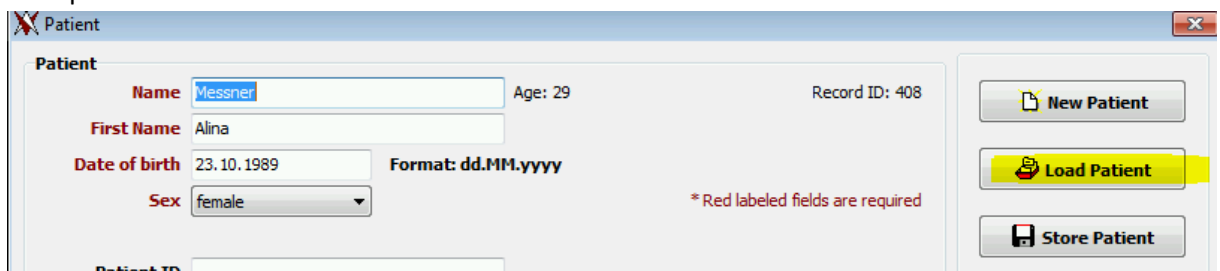 Patient
Patient
Name Messner Age: 29 Record ID: 408
New Patient
First Name Alina
Date of birth 23.10.1989 Format: dd.MM.yyyy
Load Patient
Sex female * Red labeled fields are required
Store Patient
Patient ID